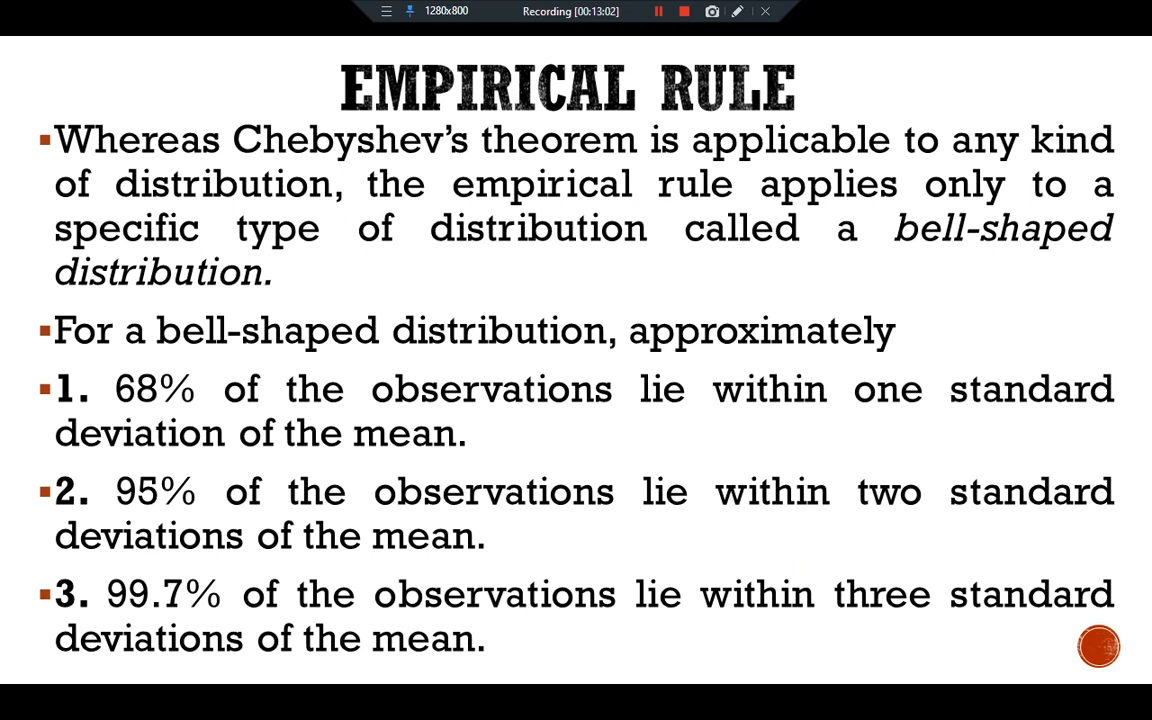 1280x800 Recording [00:13:02]
EMPIRICAL RULE
▪Whereas Chebyshev’s theorem is applicable to any kind
of distribution, the empirical rule applies only to a
specific type of distribution called a bell-shaped
distribution.
▪For a bell-shaped distribution, approximately
▪1. 68% of the observations lie within one standard
deviation of the mean.
▪2. 95% of the observations lie within two standard
deviations of the mean.
▪3. 99.7% of the observations lie within three standard
deviations of the mean.